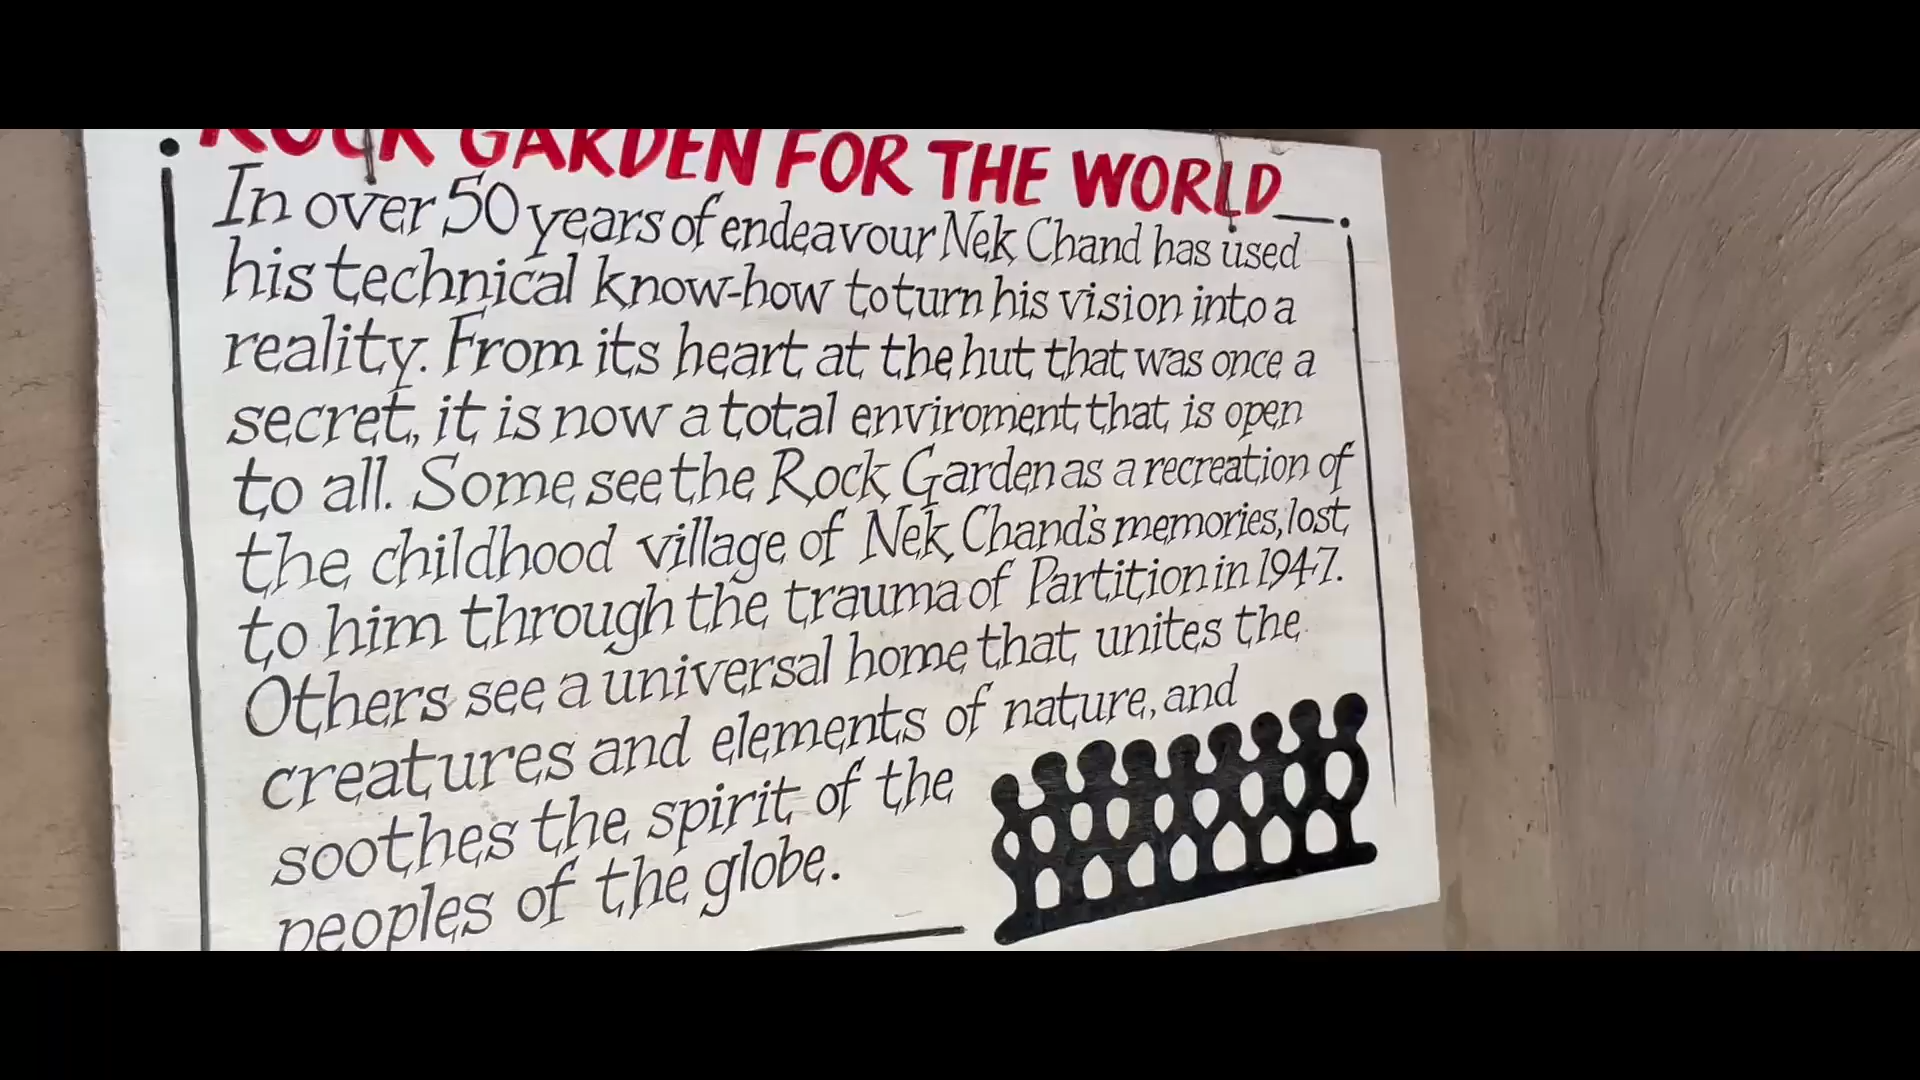 ROCK GARDEN FOR THE WORLD
In over 50 years of endeavour Nek Chand has used
his technical know-how to turn his vision into a
reality. From its heart at the hut that was once a
secret, it is now a total enviroment that is open
to all. Some see the Rock Garden as a recreation of
the childhood village of Nek Chand's memories, lost
to him through the trauma of Partition in 1947.
Others see a universal home that unites the
creatures and elements of nature, and
soothes the spirit of the
peoples of the globe.